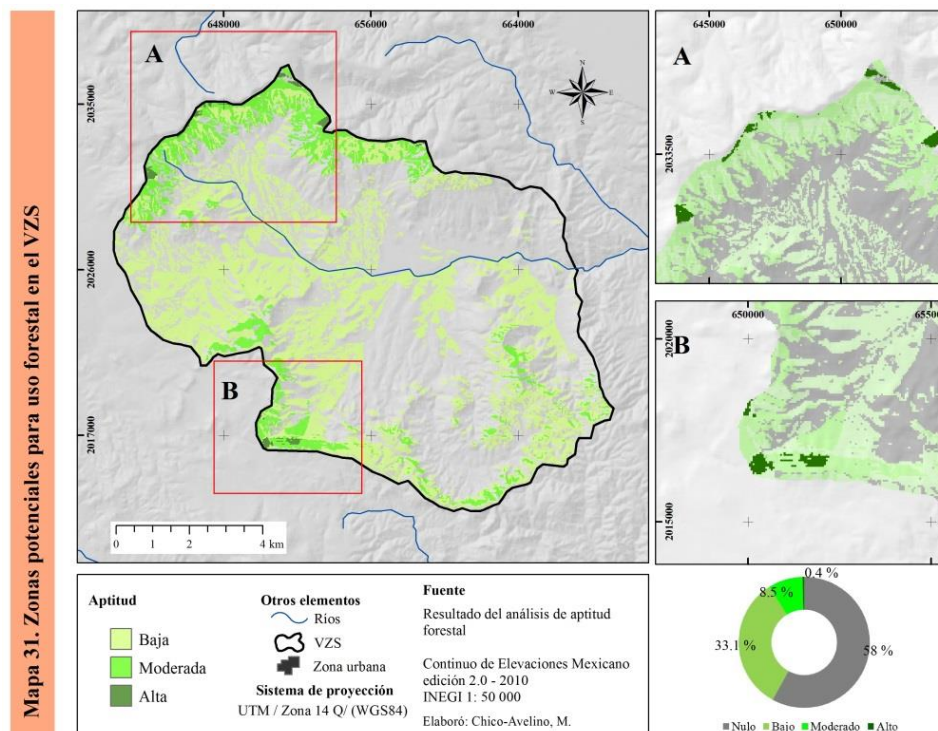 Mapa 31. Zonas potenciales para uso forestal en el VZS
648000
656000
664000
2035000
2026000
2017000
A
B
N
W
E
S
0
1
2
4 km
645000
650000
A
2033500
650000
65500
B
2020000
2015000
Aptitud
Baja
Moderada
Alta
Otros elementos
Ríos
VZS
Zona urbana
Sistema de proyección
UTM / Zona 14 Q/ (WGS84)
Fuente
Resultado del análisis de aptitud
forestal
Continuo de Elevaciones Mexicano
edición 2.0 - 2010
INEGI 1: 50 000
Elaboró: Chico-Avelino, M.
0.4 %
8.5 %
33.1 %
58 %
Nulo
Bajo
Moderado
Alto